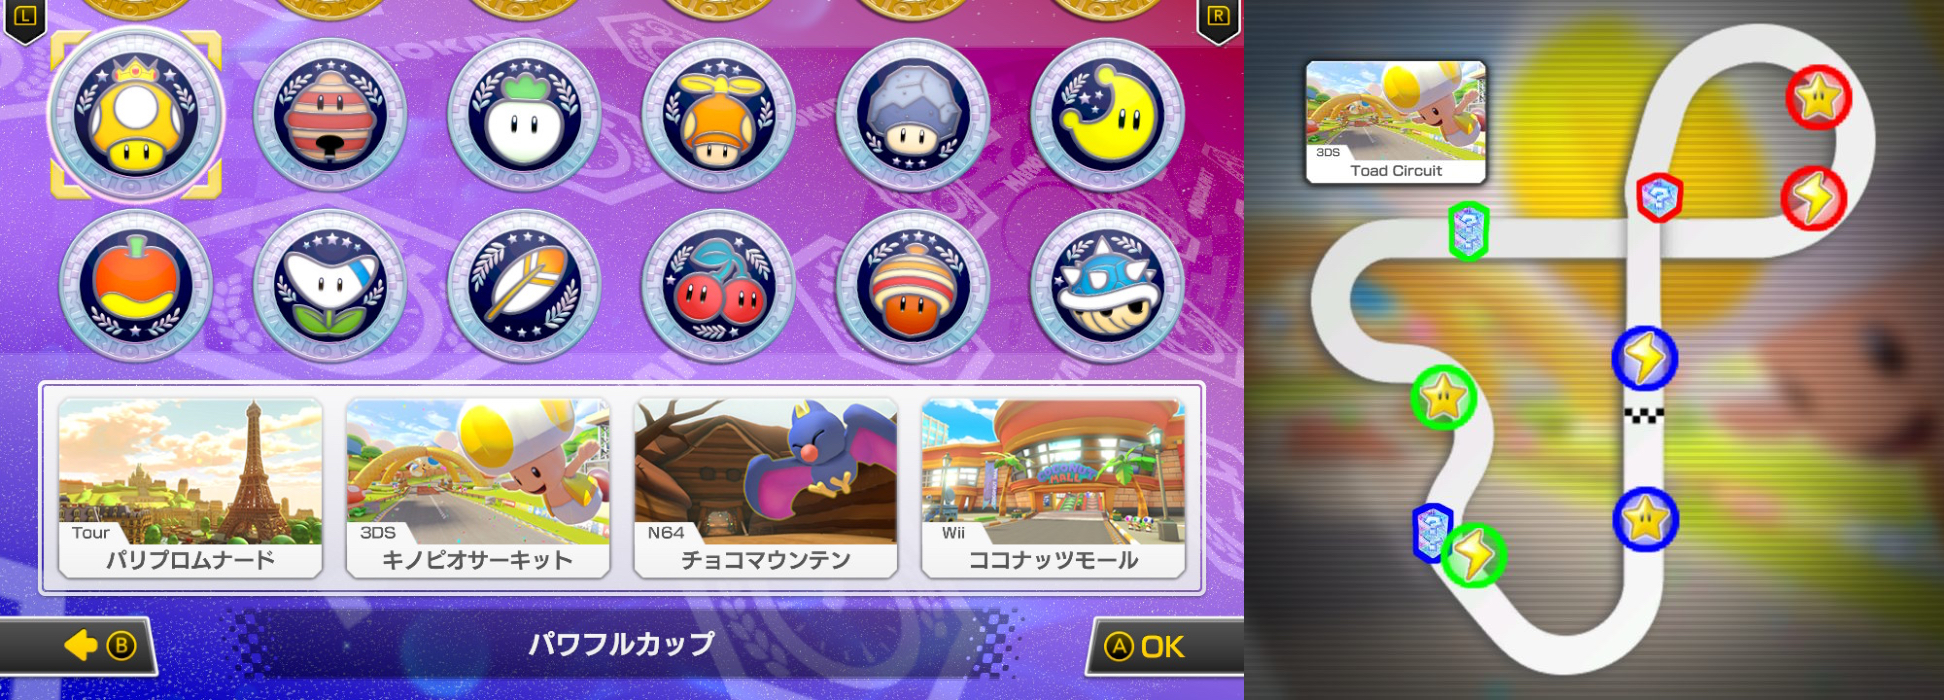 L
R
Tour
パリプロムナード
3DS
キノピオサーキット
N64
チョコマウンテン
COCONUT
MALL
Wii
ココナッツモール
B
パワフルカップ
A OK
3DS
Toad Circuit